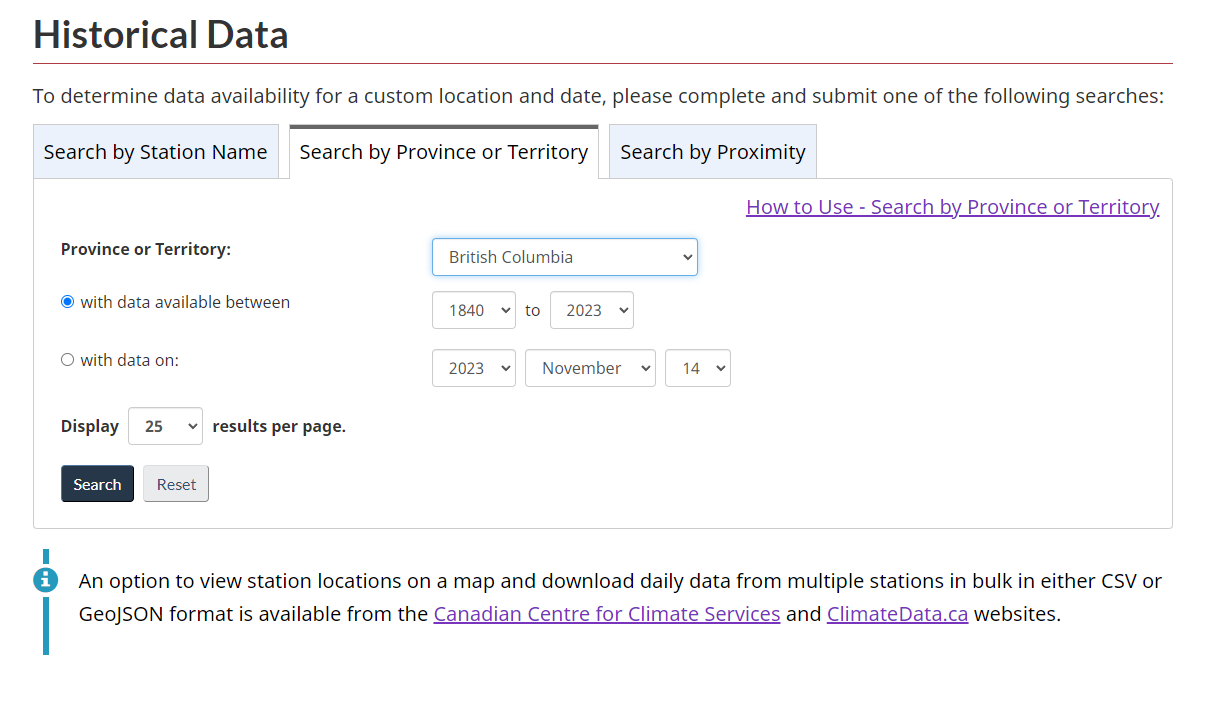 Historical Data
To determine data availability for a custom location and date, please complete and submit one of the following searches:
Search by Station Name
Search by Province or Territory
Search by Proximity
How to Use - Search by Province or Territory
Province or Territory:
British Columbia
with data available between
1840 to 2023
with data on:
2023 November 14
Display 25 results per page.
Search Reset
An option to view station locations on a map and download daily data from multiple stations in bulk in either CSV or
GeoJSON format is available from the Canadian Centre for Climate Services and ClimateData.ca websites.